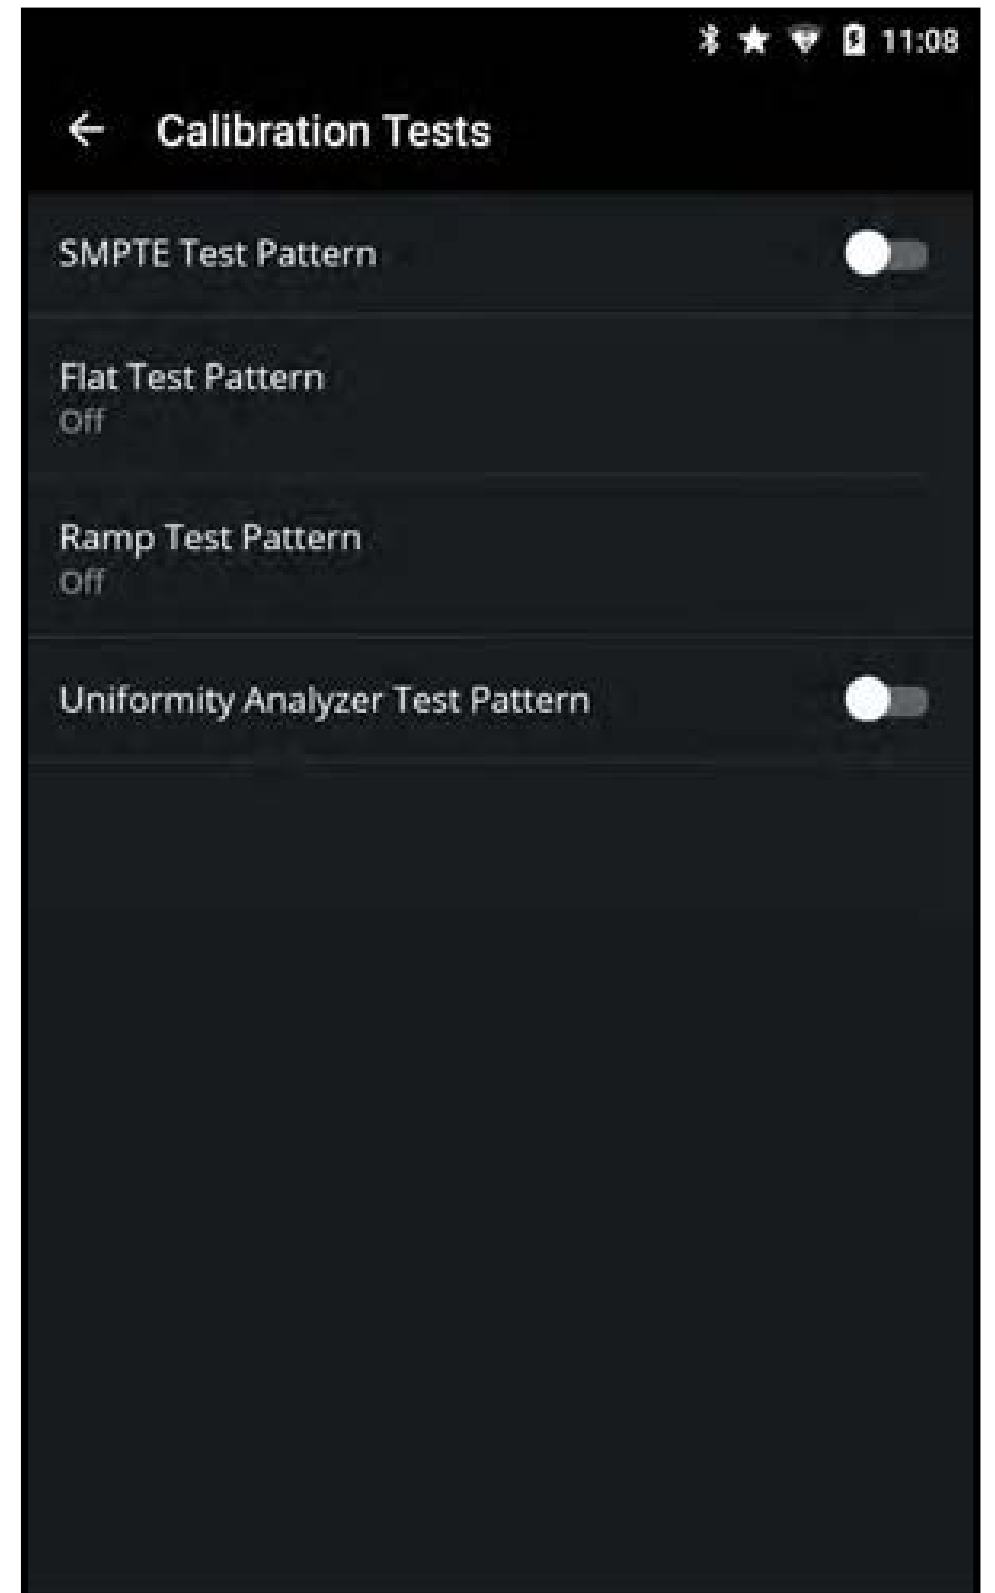 11:08
Calibration Tests
SMPTE Test Pattern
Flat Test Pattern
Off
Ramp Test Pattern
Off
Uniformity Analyzer Test Pattern